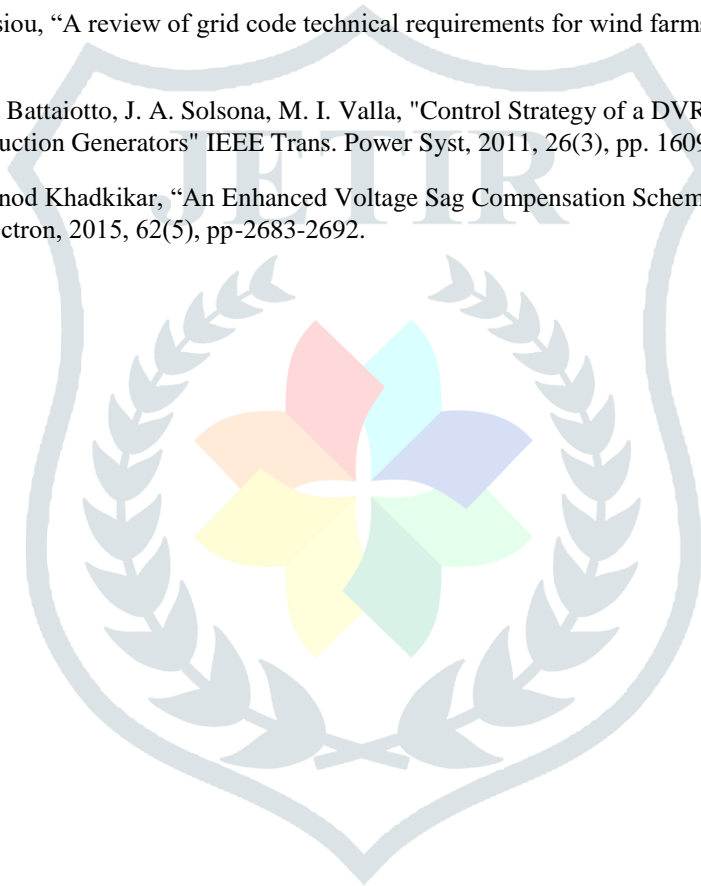 siou, “A review of grid code technical requirements for wind farms
Battaiotto, J. A. Solsona, M. I. Valla, "Control Strategy of a DVR
uction Generators" IEEE Trans. Power Syst, 2011, 26(3), pp. 1609
nod Khadkikar, “An Enhanced Voltage Sag Compensation Schem
ectron, 2015, 62(5), pp-2683-2692.
JETIR